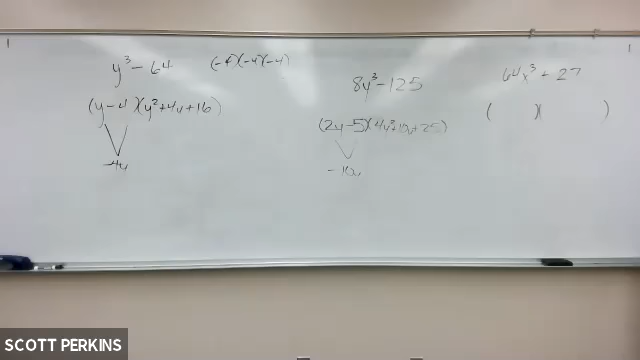 y³ - 64
(-4)(-4)(-4)
(y - 4)(y² + 4y + 16)
-4y
8y³ - 125
(2y - 5)(4y² + 10y + 25)
-10y
64x³ + 27
( )( )
SCOTT PERKINS